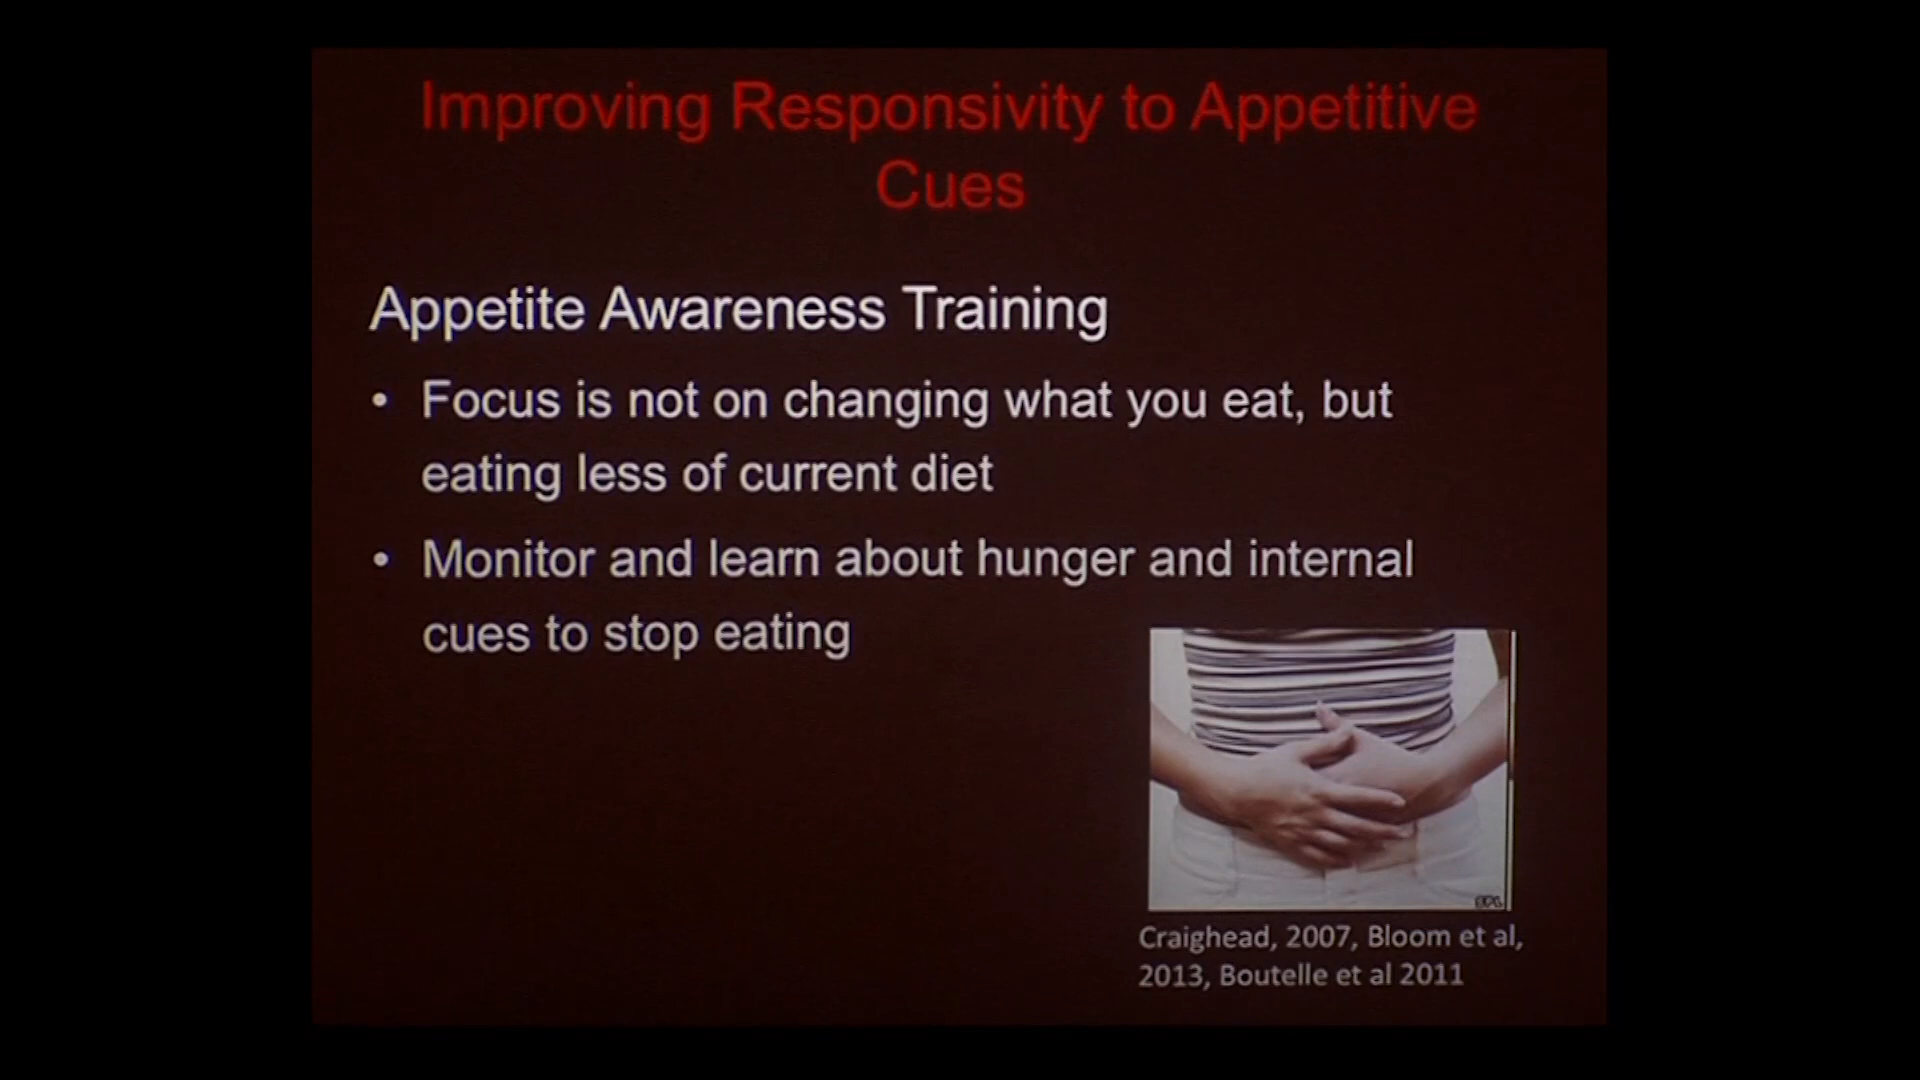 Improving Responsivity to Appetitive
Cues
Appetite Awareness Training
• Focus is not on changing what you eat, but
eating less of current diet
• Monitor and learn about hunger and internal
cues to stop eating
Craighead, 2007, Bloom et al,
2013, Boutelle et al 2011